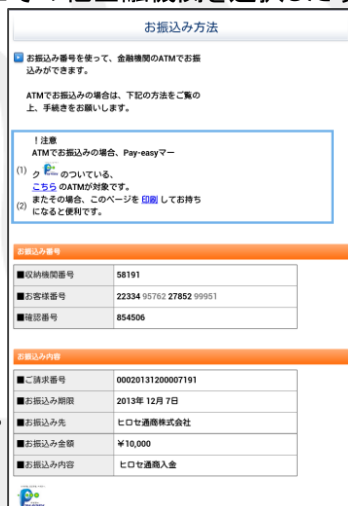 お振込み方法
お振込み番号を使って、金融機関のATMでお振
込みができます。
ATMでお振込みの場合は、下記の方法をご覧の
上、手続きをお願いします。
！注意
ATMでお振込みの場合、Pay-easyマー
(1) ク のついている、
こちら のATMが対象です。
(2) またその場合、このページを 印刷 してお持ち
になると便利です。
お振込み番号
■収納機関番号 58191
■お客様番号 22334 95762 27852 99951
■確認番号 854506
お振込み内容
■ご請求番号 00020131200007191
■お振込み期限 2013年 12月 7日
■お振込み先 ヒロセ通商株式会社
■お振込み金額 ￥10,000
■お振込み内容 ヒロセ通商入金